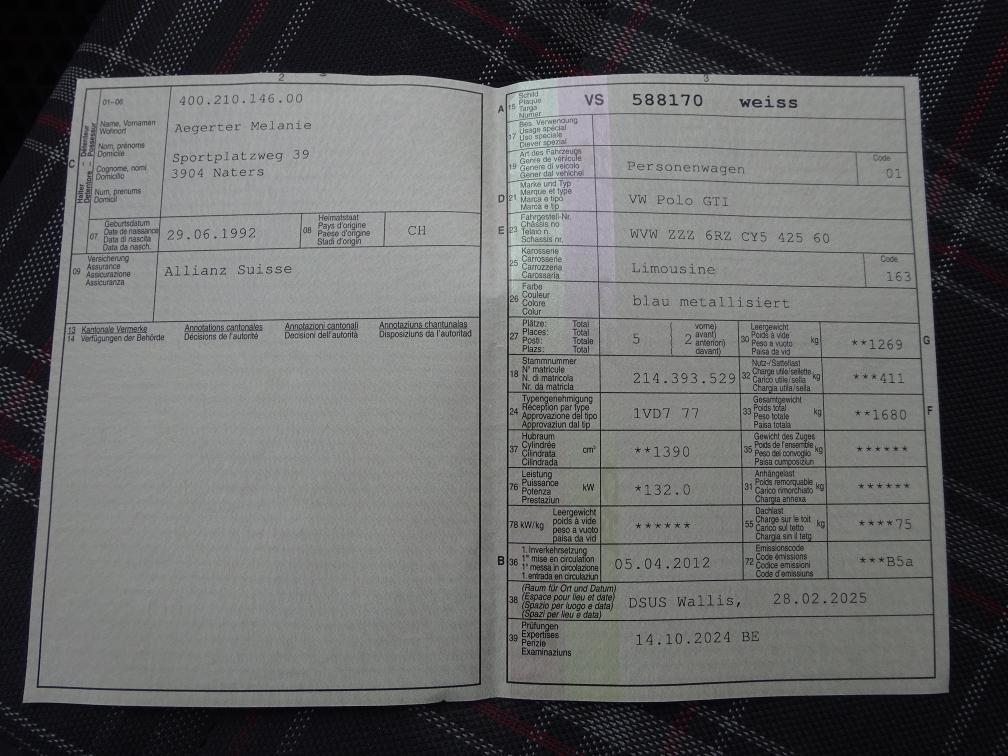 2
01-06
400.210.146.00
C
Halter Détenteur
Detentore Possessur
Name, Vornamen
Wohnort
Nom, prénoms
Domicile
Cognome, nomi
Domicilio
Num, prenums
Domicil
Aegerter Melanie
Sportplatzweg 39
3904 Naters
07
Geburtsdatum
Date de naissance
Data di nascita
Data da nasch.
29.06.1992
08
Heimatstaat
Pays d'origine
Paese d'origine
Stadi d'origin
CH
09
Versicherung
Assurance
Assicurazione
Assicuranza
Allianz Suisse
13 Kantonale Vermerke Annotations cantonales Annotazioni cantonali Annotaziuns chantunalas
14 Verfügungen der Behörde Décisions de l'autorité Decisioni dell'autorità Disposiziuns da l'autoritad
3
A 15
Schild
Plaque
Targa
Numer
VS 588170 weiss
17
Bes. Verwendung
Usage spécial
Uso speciale
Diever spezial
19
Art des Fahrzeugs
Genre de véhicule
Genere di veicolo
Gener dal vehichel
Personenwagen
Code
01
D 21
Marke und Typ
Marque et type
Marca e tipo
Marca e tip
VW Polo GTI
E 23
Fahrgestell-Nr.
Châssis no
Telaio n.
Schassis nr.
WVW ZZZ 6RZ CY5 425 60
25
Karosserie
Carrosserie
Carrozzeria
Carossaria
Limousine
Code
163
26
Farbe
Couleur
Colore
Colur
blau metallisiert
27
Plätze: Total
Places: Total
Posti: Totale
Plazs: Total
5
2
vorne)
avant)
anteriori)
davant)
30
Leergewicht
Poids à vide
Peso a vuoto
Paisa da vid
kg
**1269
G
18
Stammnummer
N° matricule
N. di matricola
Nr. da matricla
214.393.529
32
Nutz-/Sattellast
Charge utile/sellette
Carico utile/sella
Chargia utila/sella
kg
***411
24
Typengenehmigung
Réception par type
Approvazione del tipo
Approvaziun dal tip
1VD7 77
33
Gesamtgewicht
Poids total
Peso totale
Paisa totala
kg
**1680
F
37
Hubraum
Cylindrée
Cilindrata
Cilindrada
cm³
**1390
35
Gewicht des Zuges
Poids de l'ensemble
Peso del convoglio
Paisa cumposiziun
kg
******
76
Leistung
Puissance
Potenza
Prestaziun
kW
*132.0
31
Anhängelast
Poids remorquable
Carico rimorchiato
Chargia annexa
kg
******
78 kW/kg
Leergewicht
poids à vide
peso a vuoto
paisa da vid
******
55
Dachlast
Charge sur le toit
Carico sul tetto
Chargia sin il tetg
kg
****75
B 36
1. Inverkehrsetzung
1re mise en circulation
1a messa in circolazione
1. entrada en circulaziun
05.04.2012
72
Emissionscode
Code émissions
Codice emissioni
Code d'emissiuns
***B5a
38
(Raum für Ort und Datum)
(Espace pour lieu et date)
(Spazio per luogo e data)
(Spazi per lieu e data)
DSUS Wallis, 28.02.2025
39
Prüfungen
Expertises
Perizie
Examinaziuns
14.10.2024 BE